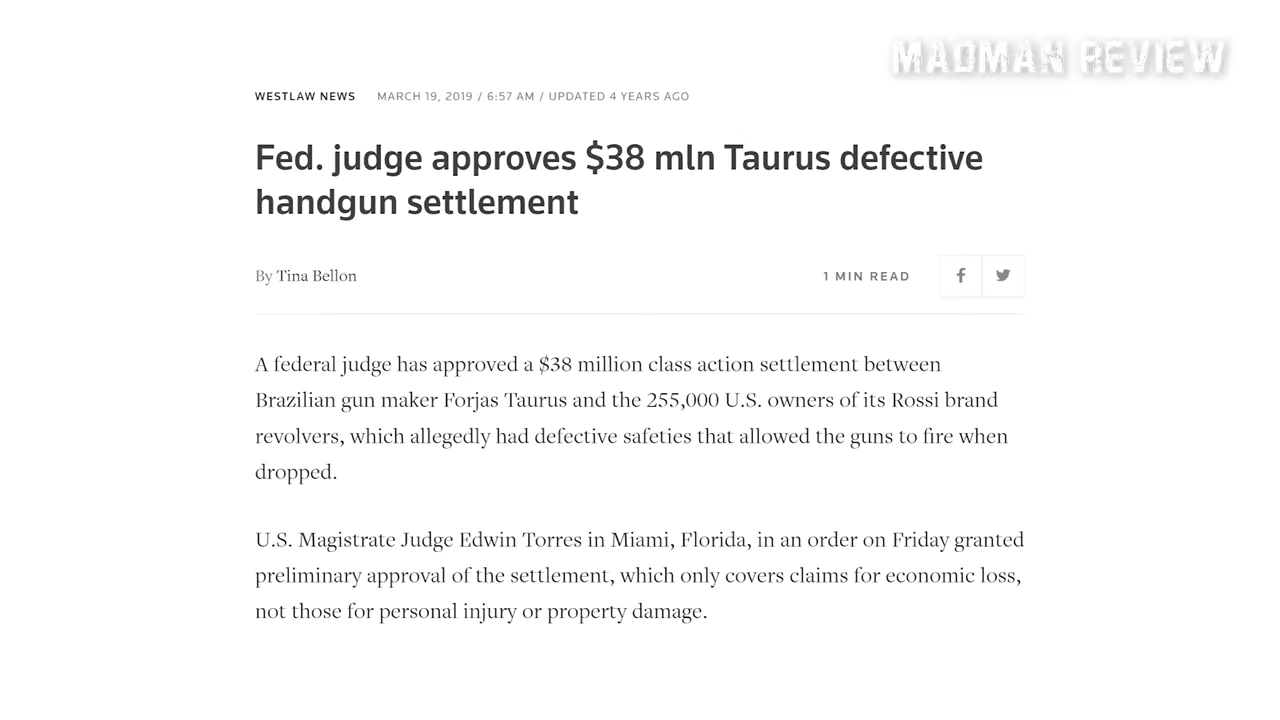 MADMAN REVIEW
WESTLAW NEWS MARCH 19, 2019 / 6:57 AM / UPDATED 4 YEARS AGO
Fed. judge approves $38 mln Taurus defective
handgun settlement
By Tina Bellon 1 MIN READ
A federal judge has approved a $38 million class action settlement between
Brazilian gun maker Forjas Taurus and the 255,000 U.S. owners of its Rossi brand
revolvers, which allegedly had defective safeties that allowed the guns to fire when
dropped.
U.S. Magistrate Judge Edwin Torres in Miami, Florida, in an order on Friday granted
preliminary approval of the settlement, which only covers claims for economic loss,
not those for personal injury or property damage.